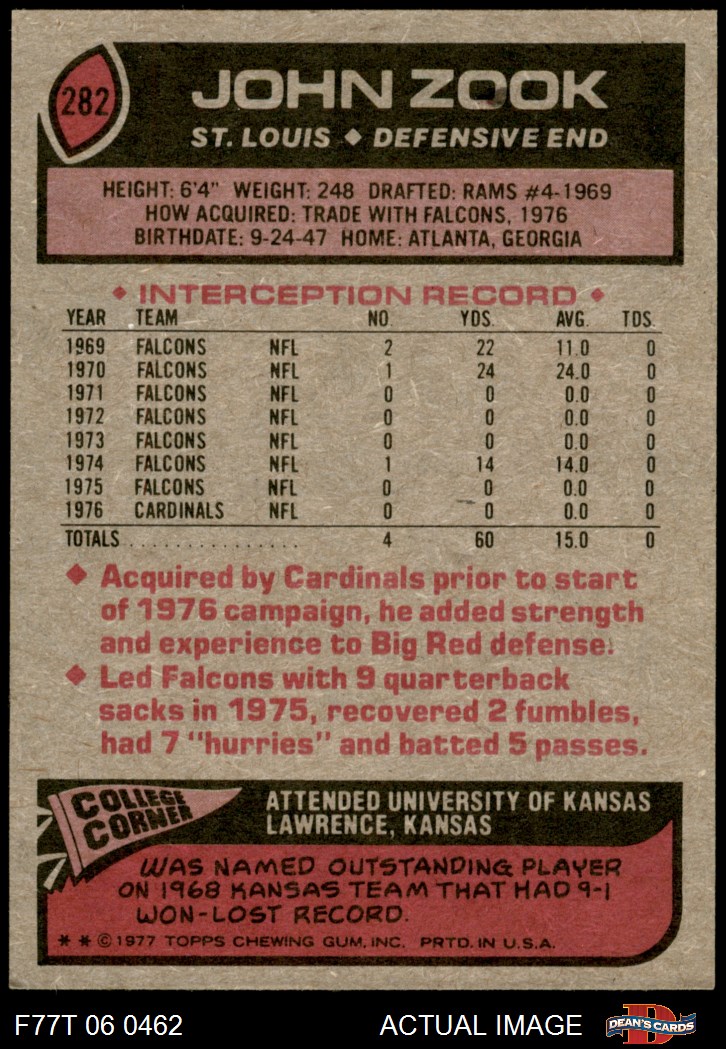 282
JOHN ZOOK
ST. LOUIS ◆ DEFENSIVE END
HEIGHT: 6'4" WEIGHT: 248 DRAFTED: RAMS #4-1969
HOW ACQUIRED: TRADE WITH FALCONS, 1976
BIRTHDATE: 9-24-47 HOME: ATLANTA, GEORGIA
◆ INTERCEPTION RECORD ◆
YEAR TEAM NO. YDS. AVG. TDS.
1969 FALCONS NFL 2 22 11.0 0
1970 FALCONS NFL 1 24 24.0 0
1971 FALCONS NFL 0 0 0.0 0
1972 FALCONS NFL 0 0 0.0 0
1973 FALCONS NFL 0 0 0.0 0
1974 FALCONS NFL 1 14 14.0 0
1975 FALCONS NFL 0 0 0.0 0
1976 CARDINALS NFL 0 0 0.0 0
TOTALS . . . . . . . . . . . . . . . . 4 60 15.0 0
◆ Acquired by Cardinals prior to start
of 1976 campaign, he added strength
and experience to Big Red defense.
◆ Led Falcons with 9 quarterback
sacks in 1975, recovered 2 fumbles,
had 7 "hurries" and batted 5 passes.
COLLEGE
CORNER
ATTENDED UNIVERSITY OF KANSAS
LAWRENCE, KANSAS
WAS NAMED OUTSTANDING PLAYER
ON 1968 KANSAS TEAM THAT HAD 9-1
WON-LOST RECORD.
* * © 1977 TOPPS CHEWING GUM, INC. PRTD. IN U.S.A.
F77T 06 0462 ACTUAL IMAGE
D
DEAN'S CARDS